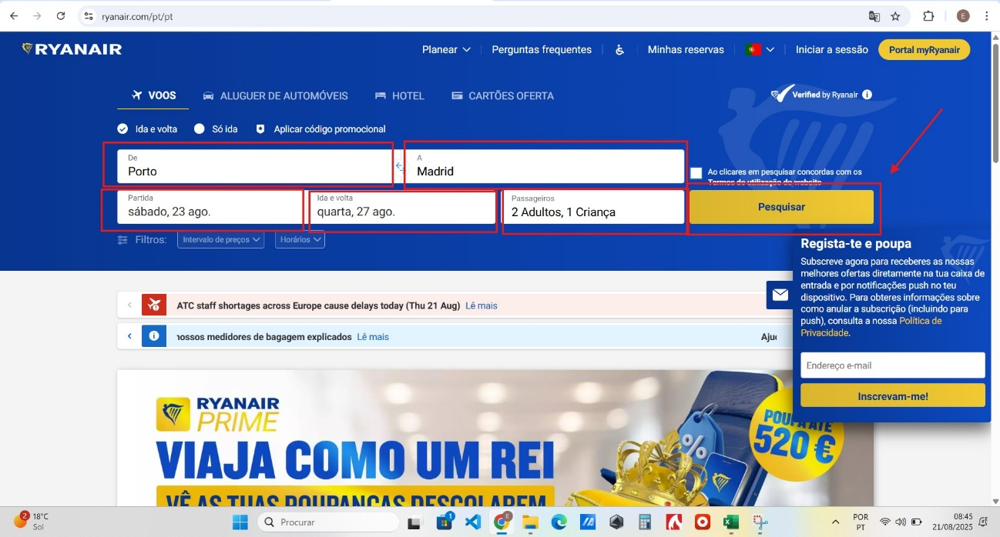 ryanair.com/pt/pt
E
RYANAIR
Planear
Perguntas frequentes
Minhas reservas
Iniciar a sessão
Portal myRyanair
VOOS
ALUGUER DE AUTOMÓVEIS
HOTEL
CARTÕES OFERTA
Verified by Ryanair
Ida e volta
Só ida
Aplicar código promocional
De
Porto
A
Madrid
Ao clicares em pesquisar concordas com os
Termos de utilização do website
Partida
sábado, 23 ago.
Ida e volta
quarta, 27 ago.
Passageiros
2 Adultos, 1 Criança
Pesquisar
Filtros:
Intervalo de preços
Horários
Regista-te e poupa
Subscreve agora para receberes as nossas
melhores ofertas diretamente na tua caixa de
entrada e por notificações push no teu
dispositivo. Para obteres informações sobre
como anular a subscrição (incluindo para
push), consulta a nossa Política de
Privacidade.
Endereço e-mail
Inscrevam-me!
ATC staff shortages across Europe cause delays today (Thu 21 Aug) Lê mais
nossos medidores de bagagem explicados Lê mais
Aju
RYANAIR
PRIME
VIAJA COMO UM REI
VÊ AS TUAS POUPANÇAS DESCOLAREM
%
POUPA ATÉ
520 €
2
18°C
Sol
Procurar
1
E
POR
PT
08:45
21/08/2025